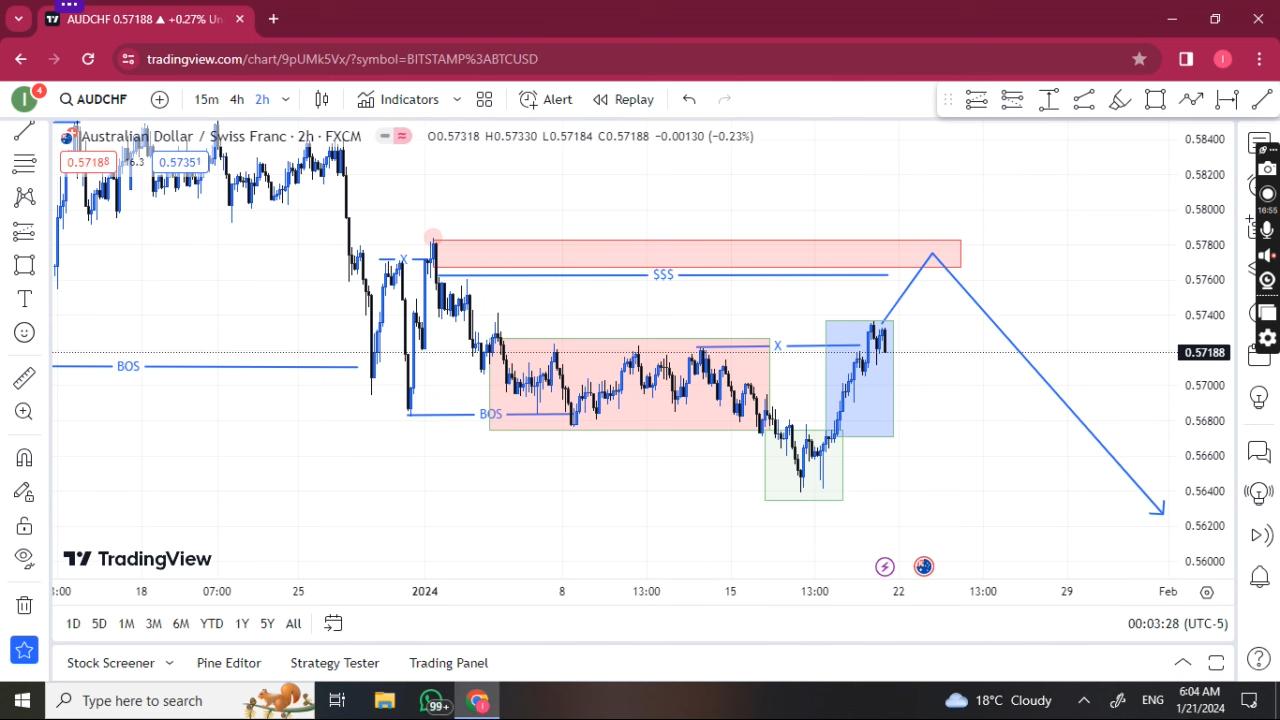 AUDCHF 0.57188 ▲ +0.27% Un
tradingview.com/chart/9pUMk5Vx/?symbol=BITSTAMP%3ABTCUSD
I
I
4
AUDCHF
15m 4h 2h
Indicators
Alert
Replay
Australian Dollar / Swiss Franc · 2h · FXCM
O0.57318 H0.57330 L0.57184 C0.57188 −0.00130 (−0.23%)
0.57188
16.3
0.57351
0.58400
0.58200
0.58000
0.57800
0.57600
0.57400
0.57188
0.57000
0.56800
0.56600
0.56400
0.56200
0.56000
16:55
X
$$$
X
BOS
BOS
TradingView
18 07:00 25 2024 8 13:00 15 13:00 22 13:00 29 Feb
1D 5D 1M 3M 6M YTD 1Y 5Y All
00:03:28 (UTC-5)
Stock Screener
Pine Editor
Strategy Tester
Trading Panel
Type here to search
99+
18°C Cloudy
ENG
6:04 AM
1/21/2024